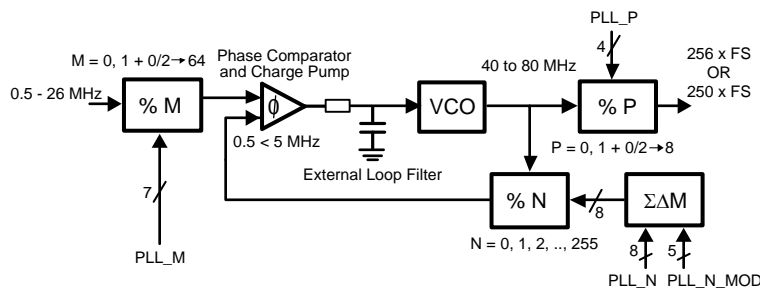 PLL_P
M = 0, 1 + 0/2→64
Phase Comparator
and Charge Pump
4
256 x FS
OR
250 x FS
40 to 80 MHz
0.5 - 26 MHz
% M
ϕ
VCO
% P
0.5 < 5 MHz
P = 0, 1 + 0/2→8
External Loop Filter
7
% N
8
ΣΔM
N = 0, 1, 2, .., 255
8
5
PLL_M
PLL_N
PLL_N_MOD